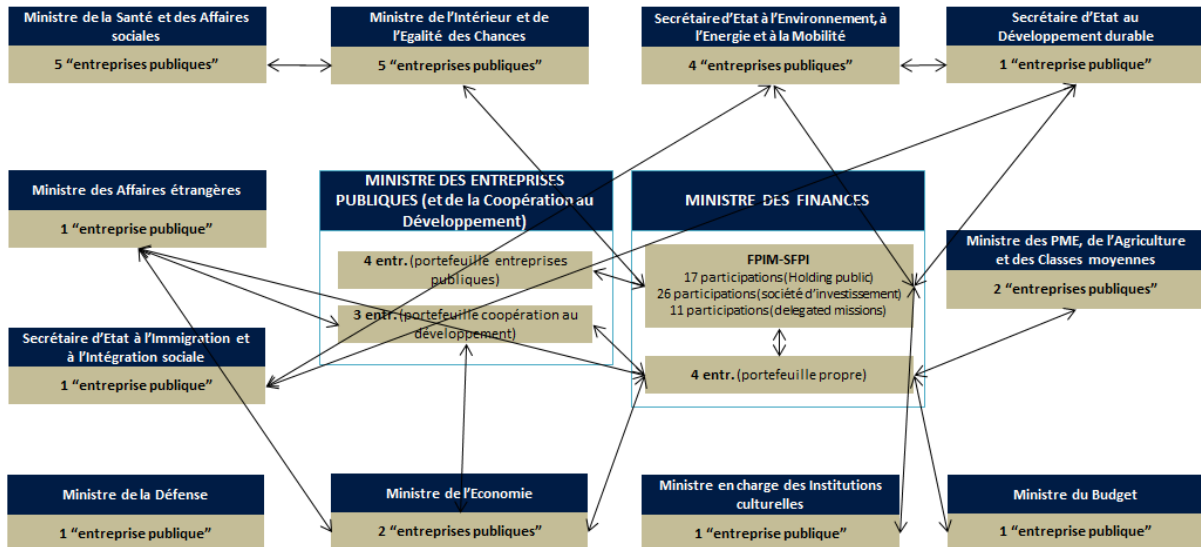 Ministre de la Santé et des Affaires
sociales
5 “entreprises publiques”
Ministre de l’Intérieur et de
l’Egalité des Chances
5 “entreprises publiques”
Secrétaire d’Etat à l’Environnement, à
l’Energie et à la Mobilité
4 “entreprises publiques”
Secrétaire d’Etat au
Développement durable
1 “entreprise publique”
Ministre des Affaires étrangères
1 “entreprise publique”
MINISTRE DES ENTREPRISES
PUBLIQUES (et de la Coopération au
Développement)
4 entr. (portefeuille entreprises
publiques)
3 entr. (portefeuille coopération au
développement)
MINISTRE DES FINANCES
FPIM-SFPI
17 participations (Holding public)
26 participations (société d’investissement)
11 participations (delegated missions)
4 entr. (portefeuille propre)
Ministre des PME, de l’Agriculture
et des Classes moyennes
2 “entreprises publiques”
Secrétaire d’Etat à l’Immigration et
à l’Intégration sociale
1 “entreprise publique”
Ministre de la Défense
1 “entreprise publique”
Ministre de l’Economie
2 “entreprises publiques”
Ministre en charge des Institutions
culturelles
1 “entreprise publique”
Ministre du Budget
1 “entreprise publique”